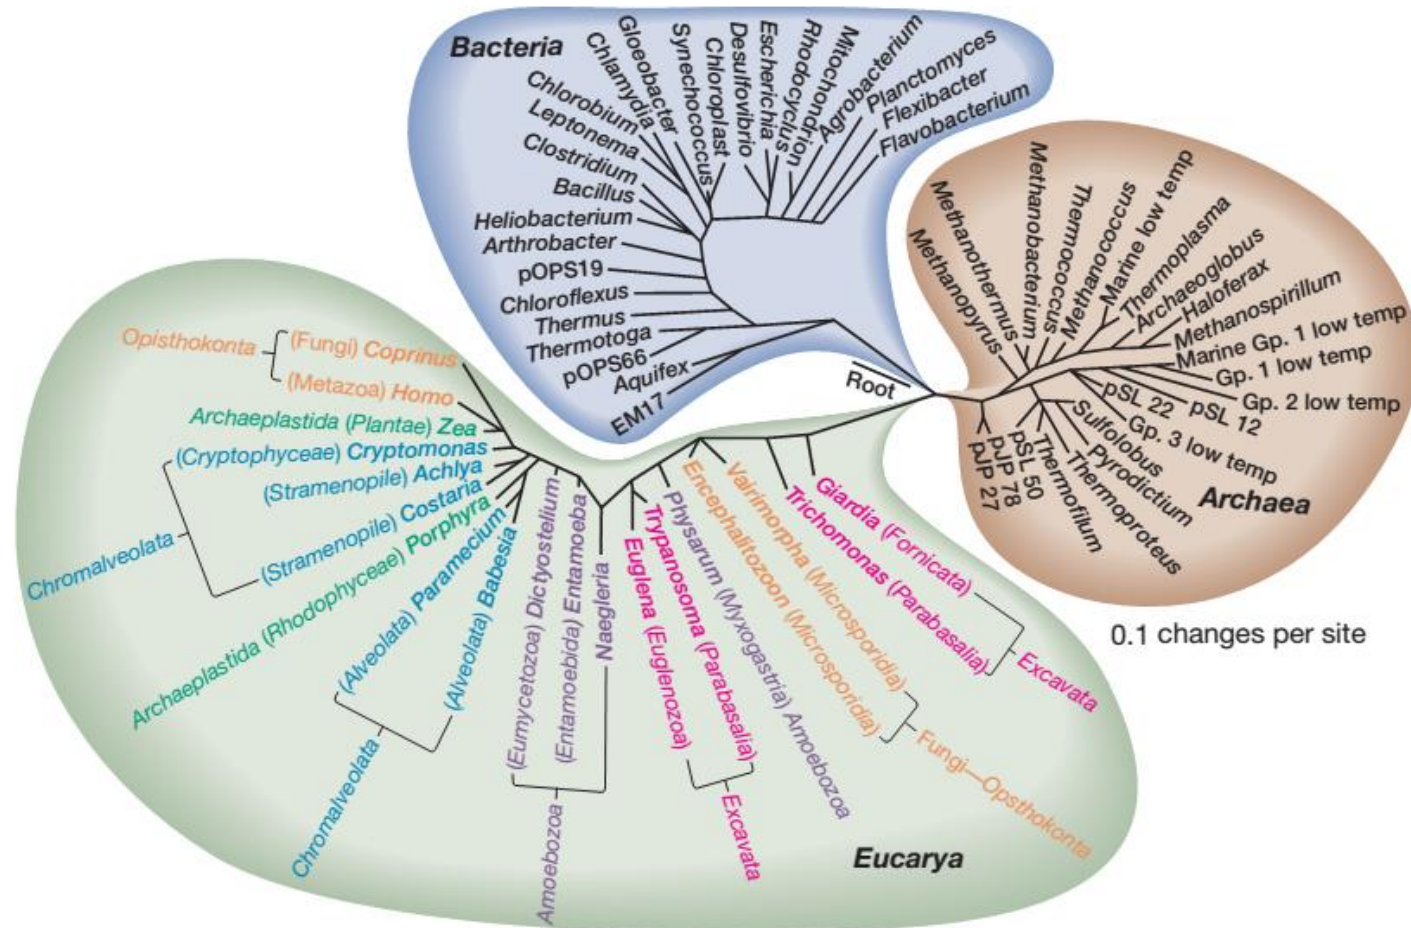 Bacteria
Gloeobacter
Chlamydia
Chlorobium
Leptonema
Clostridium
Bacillus
Heliobacterium
Arthrobacter
pOPS19
Chloroflexus
Thermus
Thermotoga
pOPS66
Aquifex
EM17
Synechococcus
Chloroplast
Desulfovibrio
Escherichia
Rhodocyclus
Mitochondrion
Agrobacterium
Planctomyces
Flexibacter
Flavobacterium
Root
Methanopyrus
Methanothermus
Methanobacterium
Thermococcus
Methanococcus
Marine low temp
Thermoplasma
Archaeoglobus
Haloferax
Methanospirillum
Marine Gp. 1 low temp
Gp. 1 low temp
Gp. 2 low temp
pSL 12
pSL 22
Gp. 3 low temp
Sulfolobus
Pyrodictium
Thermoproteus
Thermofilum
pSL 50
pJP 78
pJP 27
Archaea
0.1 changes per site
Opisthokonta
(Fungi) Coprinus
(Metazoa) Homo
Archaeplastida (Plantae) Zea
(Cryptophyceae) Cryptomonas
(Stramenopile) Achlya
(Stramenopile) Costaria
Chromalveolata
Archaeplastida (Rhodophyceae) Porphyra
(Alveolata) Paramecium
(Alveolata) Babesia
Chromalveolata
(Eumycetozoa) Dictyostelium
(Entamoebida) Entamoeba
Naegleria
Amoebozoa
Euglena (Euglenozoa)
Trypanosoma (Parabasalia)
Excavata
Physarum (Myxogastria) Amoebozoa
Encephalitozoon (Microsporidia)
Vairimorpha (Microsporidia)
Fungi—Opsthokonta
Trichomonas (Parabasalia)
Giardia (Fornicata)
Excavata
Eucarya